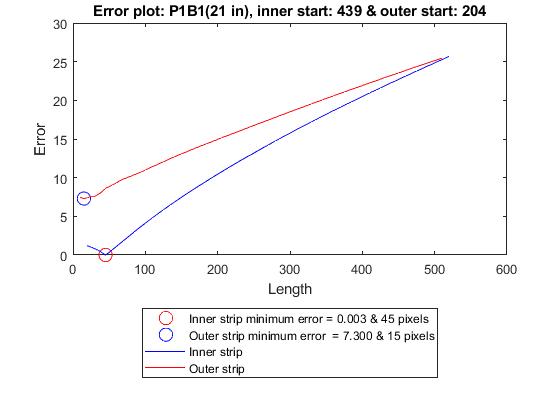 Error plot: P1B1(21 in), inner start: 439 & outer start: 204
30
25
20
15
10
5
0
Error
0 100 200 300 400 500 600
Length
Inner strip minimum error = 0.003 & 45 pixels
Outer strip minimum error = 7.300 & 15 pixels
Inner strip
Outer strip